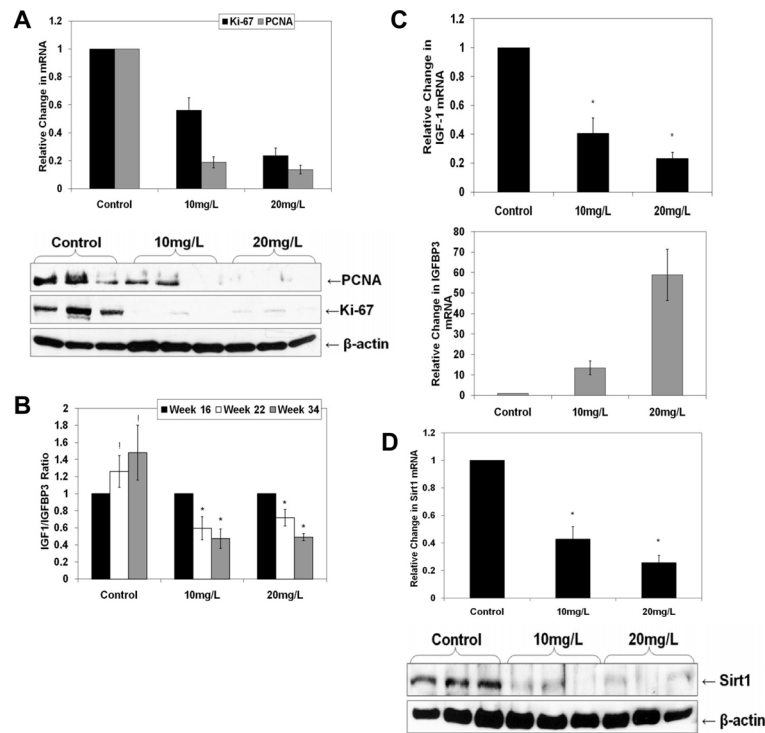 A
Ki-67 PCNA
Relative Change in mRNA
1.2
1
0.8
0.6
0.4
0.2
0
Control 10mg/L 20mg/L
Control 10mg/L 20mg/L
←PCNA
←Ki-67
←β-actin
B
Week 16 Week 22 Week 34
IGF1/IGFBP3 Ratio
2
1.8
1.6
1.4
1.2
1
0.8
0.6
0.4
0.2
0
! !
* *
* *
Control 10mg/L 20mg/L
C
Relative Change in
IGF-1 mRNA
1.2
1
0.8
0.6
0.4
0.2
0
* *
Control 10mg/L 20mg/L
Relative Change in IGFBP3
mRNA
80
70
60
50
40
30
20
10
0
Control 10mg/L 20mg/L
D
Relative Change in Sirt1 mRNA
1.2
1
0.8
0.6
0.4
0.2
0
* *
Control 10mg/L 20mg/L
Control 10mg/L 20mg/L
← Sirt1
← β-actin